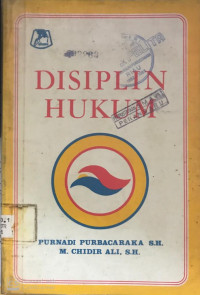 DISIPLIN
HUKUM
PURNADI PURBACARAKA S.H.
M. CHIDIR ALI, S.H.